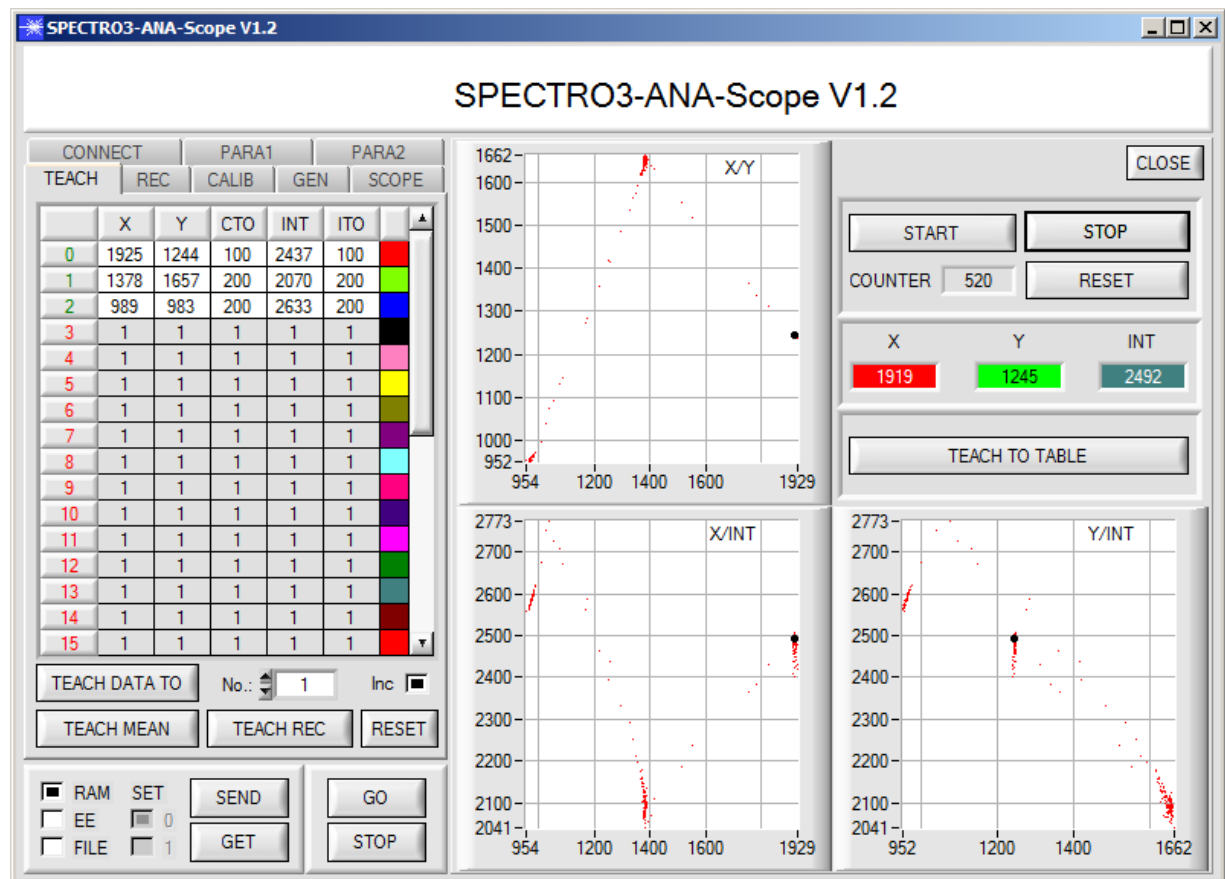 SPECTRO3-ANA-Scope V1.2
SPECTRO3-ANA-Scope V1.2
CONNECT PARA1 PARA2
TEACH REC CALIB GEN SCOPE
X Y CTO INT ITO
0 1925 1244 100 2437 100
1 1378 1657 200 2070 200
2 989 983 200 2633 200
3 1 1 1 1 1
4 1 1 1 1 1
5 1 1 1 1 1
6 1 1 1 1 1
7 1 1 1 1 1
8 1 1 1 1 1
9 1 1 1 1 1
10 1 1 1 1 1
11 1 1 1 1 1
12 1 1 1 1 1
13 1 1 1 1 1
14 1 1 1 1 1
15 1 1 1 1 1
TEACH DATA TO No.: 1 Inc
TEACH MEAN TEACH REC RESET
RAM SET SEND
EE 0
FILE 1 GET
GO
STOP
X/Y
1662
1600
1500
1400
1300
1200
1100
1000
952
954 1200 1400 1600 1929
CLOSE
START STOP
COUNTER 520 RESET
X Y INT
1919 1245 2492
TEACH TO TABLE
X/INT
2773
2700
2600
2500
2400
2300
2200
2100
2041
954 1200 1400 1600 1929
Y/INT
2773
2700
2600
2500
2400
2300
2200
2100
2041
952 1200 1400 1662